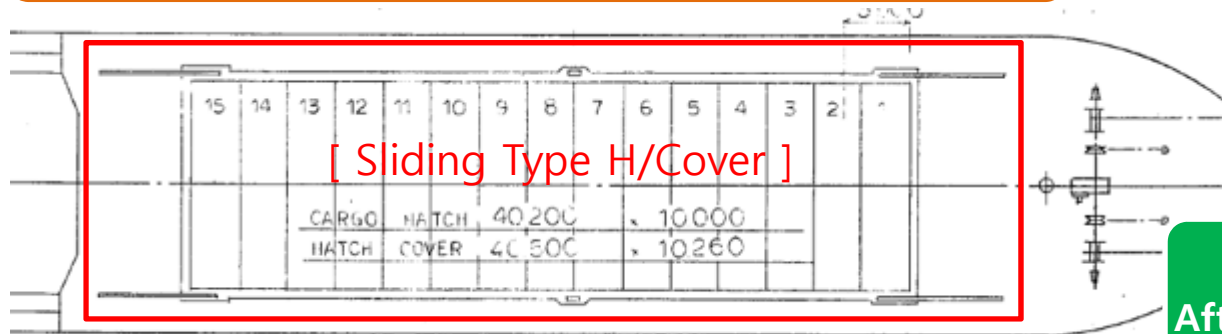 15 14 13 12 11 10 9 8 7 6 5 4 3 2 1
[ Sliding Type H/Cover ]
CARGO HATCH 40200 × 10000
HATCH COVER 40500 × 10260
Aft